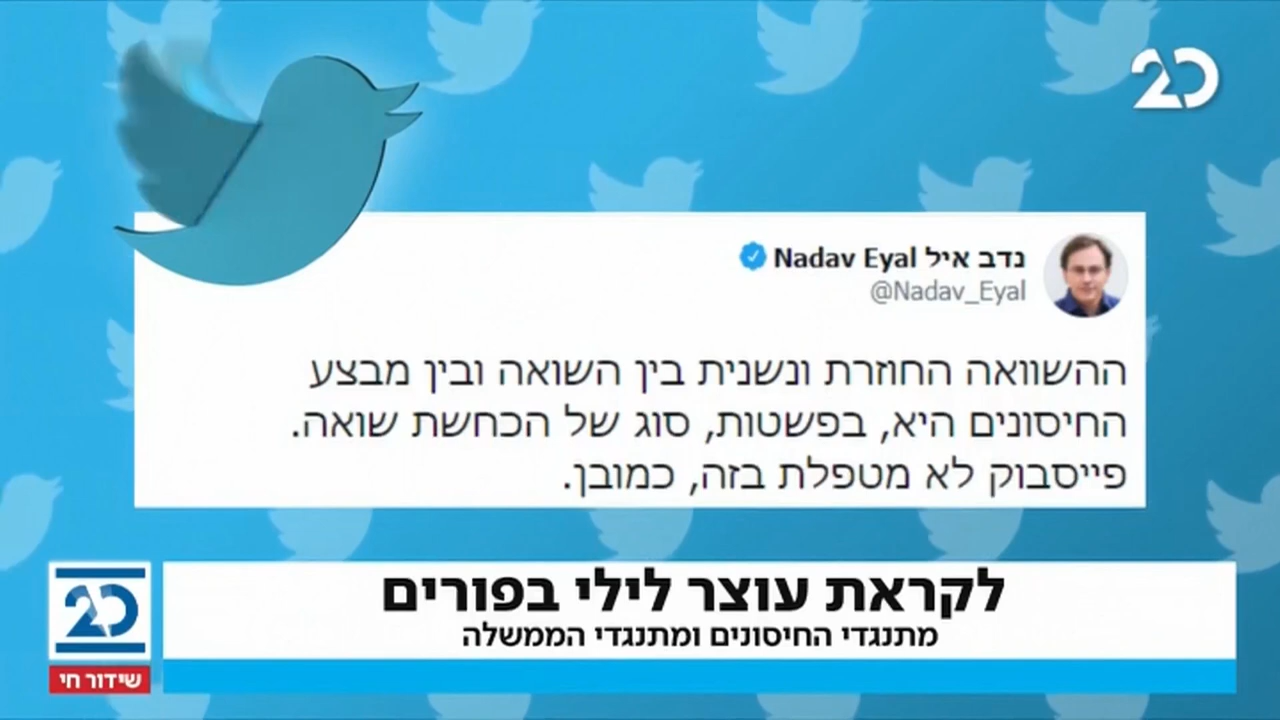 20
נדב איל Nadav Eyal
@Nadav_Eyal
ההשוואה החוזרת ונשנית בין השואה ובין מבצע
החיסונים היא, בפשטות, סוג של הכחשת שואה.
פייסבוק לא מטפלת בזה, כמובן.
לקראת עוצר לילי בפורים
מתנגדי החיסונים ומתנגדי הממשלה
20
שידור חי